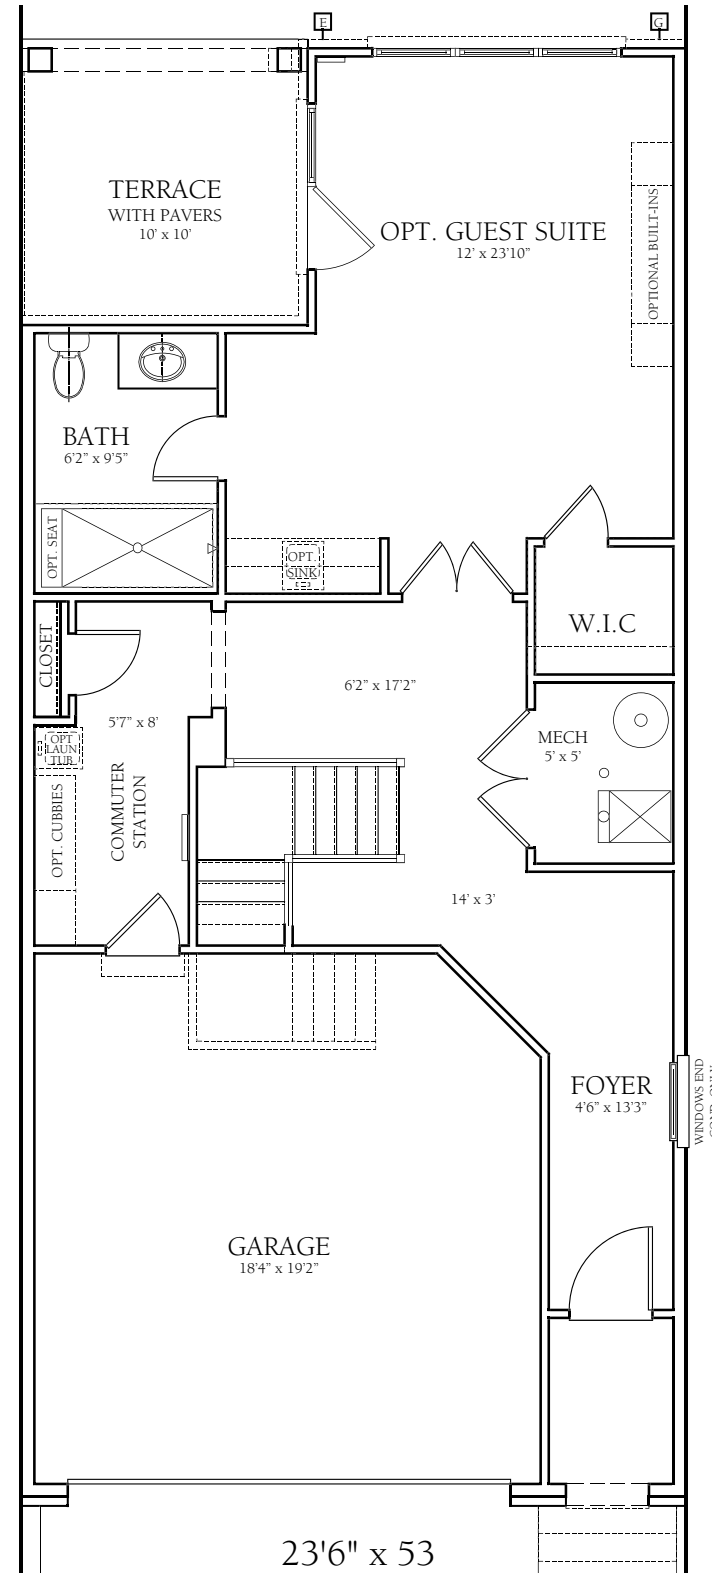 E
G
TERRACE
WITH PAVERS
10' x 10'
OPT. GUEST SUITE
12' x 23'10"
OPTIONAL BUILT-INS
BATH
6'2" x 9'5"
OPT. SEAT
OPT.
SINK
W.I.C
CLOSET
6'2" x 17'2"
5'7" x 8'
MECH
5' x 5'
OPT
LAUN
TUB
OPT. CUBBIES
COMMUTER
STATION
14' x 3'
FOYER
4'6" x 13'3"
WINDOWS END
GARAGE
18'4" x 19'2"
23'6" x 53